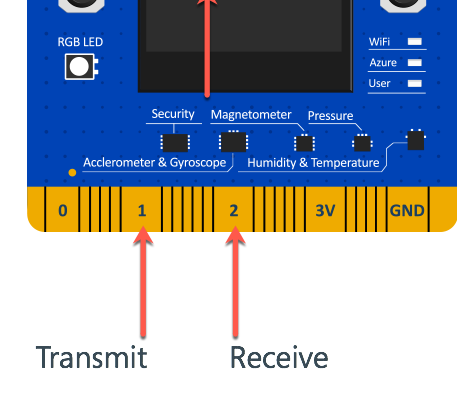 RGB LED
WiFi
Azure
User
Security
Magnetometer
Pressure
Acclerometer & Gyroscope
Humidity & Temperature
0
1
2
3V
GND
Transmit
Receive